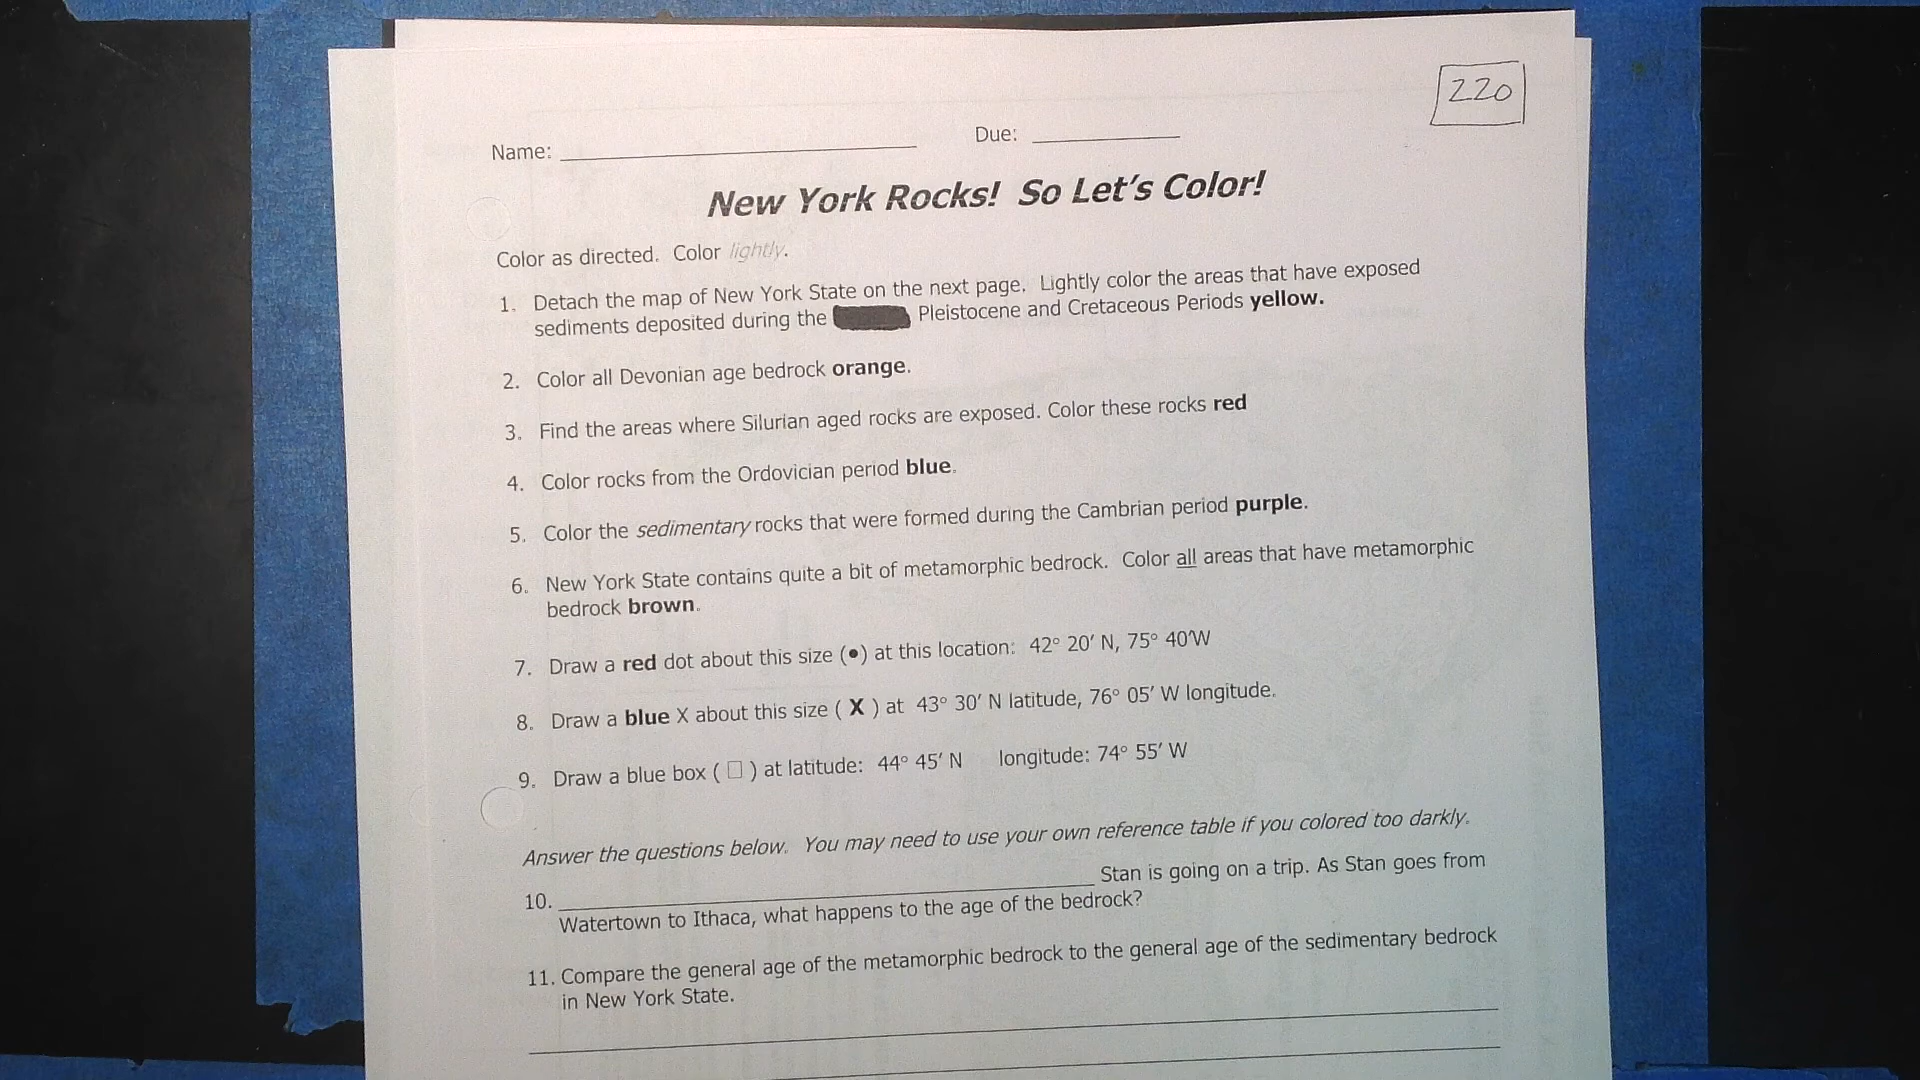 220
Name: Due:
New York Rocks! So Let's Color!
Color as directed. Color lightly.
1. Detach the map of New York State on the next page. Lightly color the areas that have exposed
sediments deposited during the Pleistocene and Cretaceous Periods yellow.
2. Color all Devonian age bedrock orange.
3. Find the areas where Silurian aged rocks are exposed. Color these rocks red
4. Color rocks from the Ordovician period blue.
5. Color the sedimentary rocks that were formed during the Cambrian period purple.
6. New York State contains quite a bit of metamorphic bedrock. Color all areas that have metamorphic
bedrock brown.
7. Draw a red dot about this size (•) at this location: 42° 20' N, 75° 40'W
8. Draw a blue X about this size ( X ) at 43° 30' N latitude, 76° 05' W longitude.
9. Draw a blue box ( □ ) at latitude: 44° 45' N longitude: 74° 55' W
Answer the questions below. You may need to use your own reference table if you colored too darkly.
10. Stan is going on a trip. As Stan goes from
Watertown to Ithaca, what happens to the age of the bedrock?
11. Compare the general age of the metamorphic bedrock to the general age of the sedimentary bedrock
in New York State.